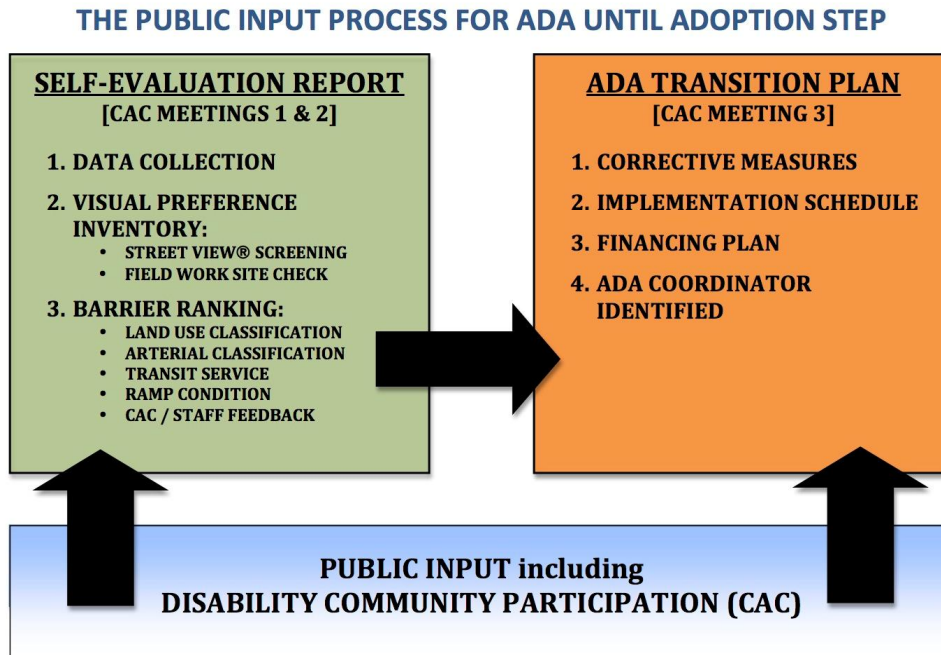 THE PUBLIC INPUT PROCESS FOR ADA UNTIL ADOPTION STEP
SELF-EVALUATION REPORT
[CAC MEETINGS 1 & 2]
1. DATA COLLECTION
2. VISUAL PREFERENCE
INVENTORY:
• STREET VIEW® SCREENING
• FIELD WORK SITE CHECK
3. BARRIER RANKING:
• LAND USE CLASSIFICATION
• ARTERIAL CLASSIFICATION
• TRANSIT SERVICE
• RAMP CONDITION
• CAC / STAFF FEEDBACK
ADA TRANSITION PLAN
[CAC MEETING 3]
1. CORRECTIVE MEASURES
2. IMPLEMENTATION SCHEDULE
3. FINANCING PLAN
4. ADA COORDINATOR
IDENTIFIED
PUBLIC INPUT including
DISABILITY COMMUNITY PARTICIPATION (CAC)